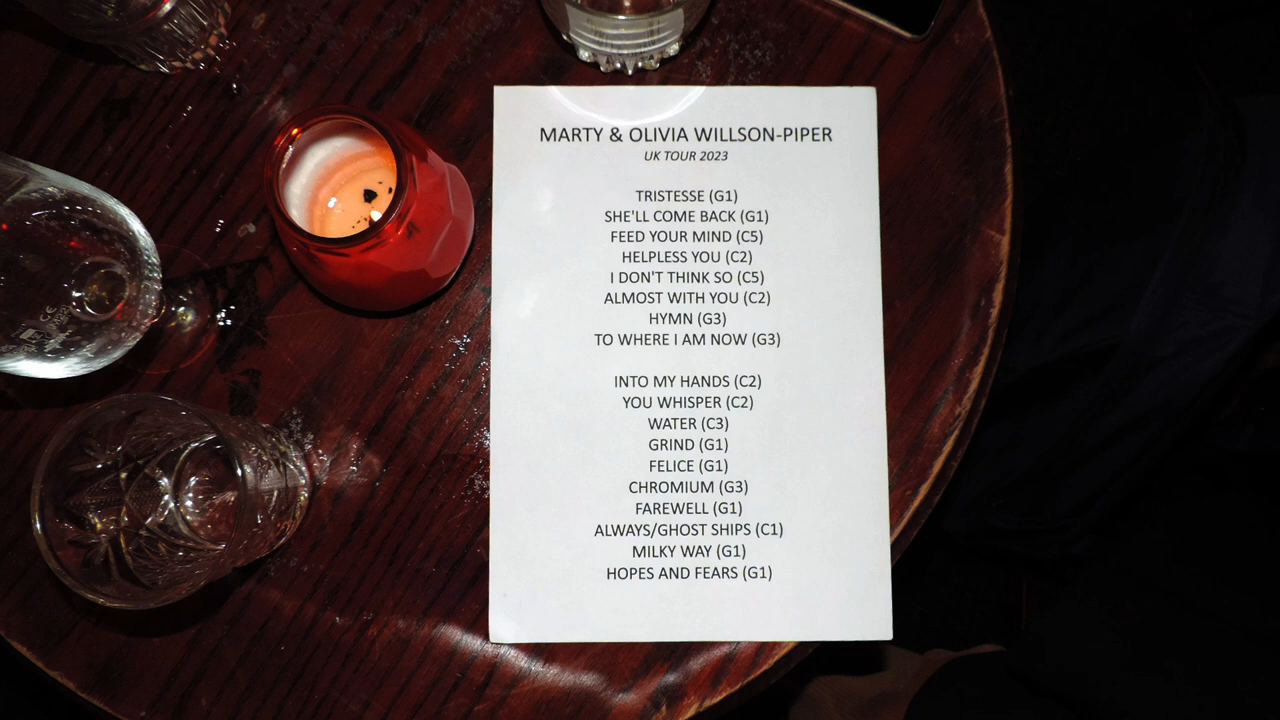 MARTY & OLIVIA WILLSON-PIPER
UK TOUR 2023
TRISTESSE (G1)
SHE'LL COME BACK (G1)
FEED YOUR MIND (C5)
HELPLESS YOU (C2)
I DON'T THINK SO (C5)
ALMOST WITH YOU (C2)
HYMN (G3)
TO WHERE I AM NOW (G3)
INTO MY HANDS (C2)
YOU WHISPER (C2)
WATER (C3)
GRIND (G1)
FELICE (G1)
CHROMIUM (G3)
FAREWELL (G1)
ALWAYS/GHOST SHIPS (C1)
MILKY WAY (G1)
HOPES AND FEARS (G1)
CE